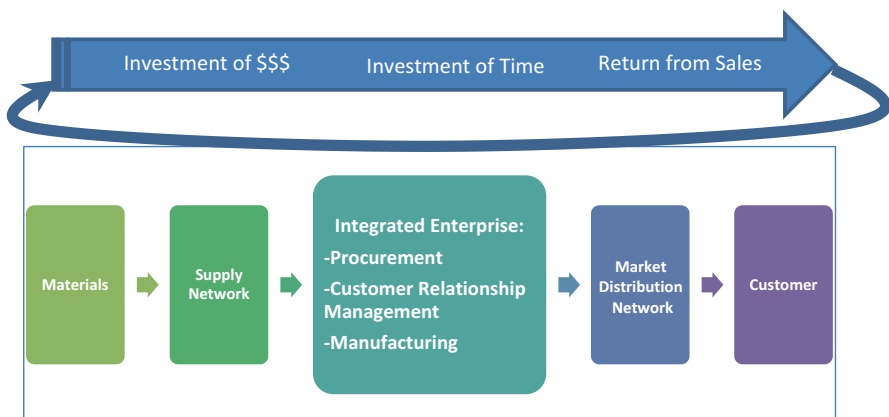 Investment of $$$
Investment of Time
Return from Sales
Materials
Supply
Network
Integrated Enterprise:
-Procurement
-Customer Relationship
Management
-Manufacturing
Market
Distribution
Network
Customer